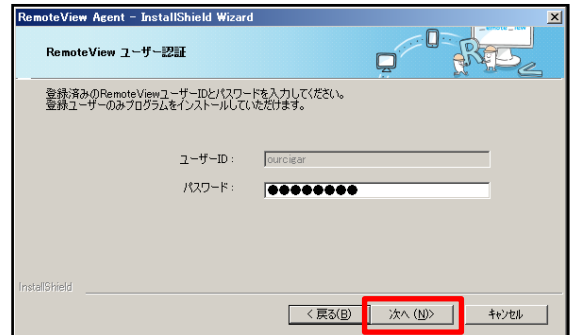 RemoteView Agent - InstallShield Wizard
RemoteView ユーザー認証
登録済みのRemoteViewユーザーIDとパスワードを入力してください。
登録ユーザーのみプログラムをインストールしていただけます。
ユーザーID:
ourcigar
パスワード:
●●●●●●●●
InstallShield
< 戻る(B)
次へ (N)>
キャンセル